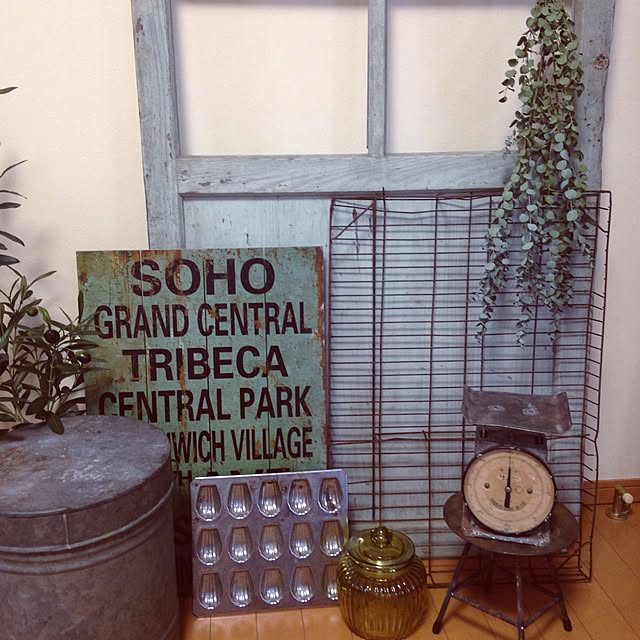 SOHO
GRAND CENTRAL
TRIBECA
CENTRAL PARK
WICH VILLAGE